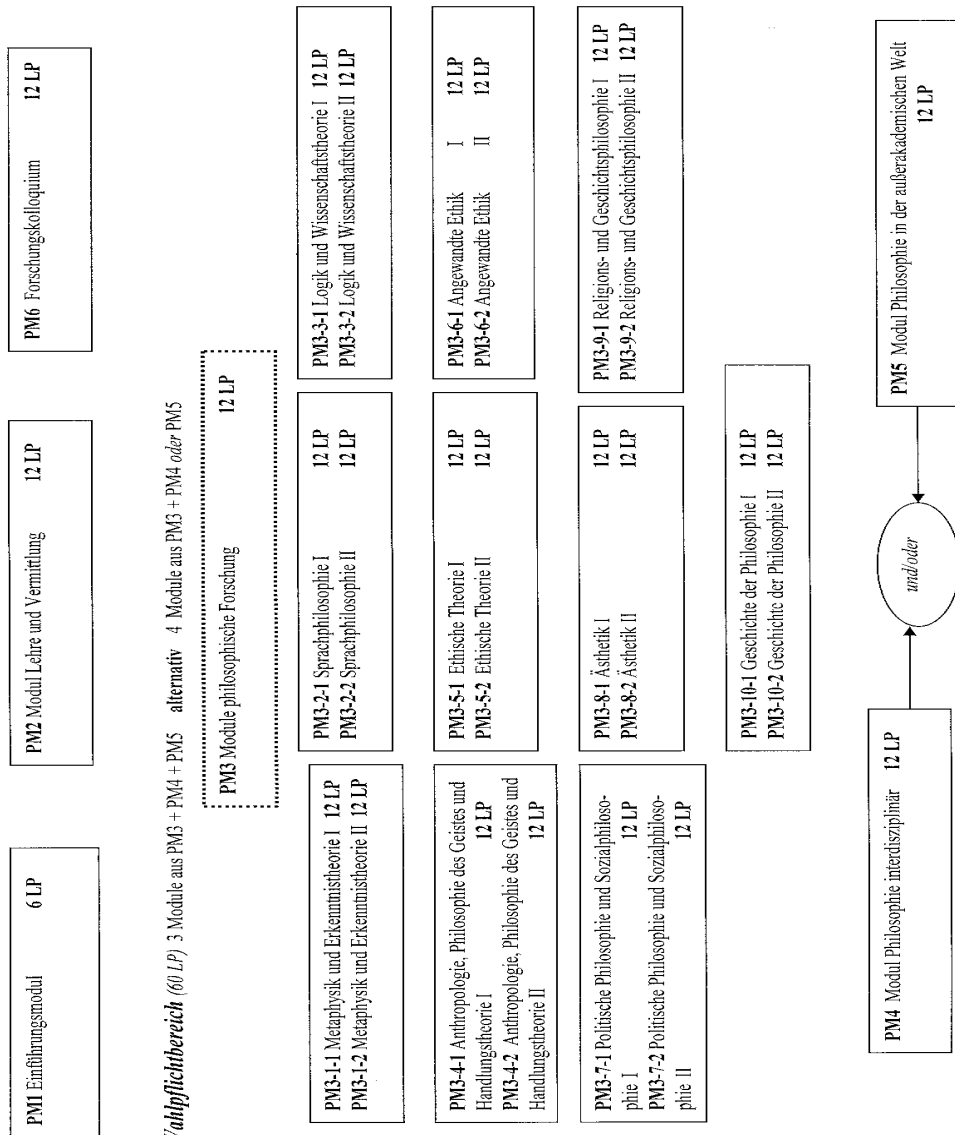 PM1 Einführungsmodul 6 LP
PM2 Modul Lehre und Vermittlung 12 LP
PM6 Forschungskolloquium 12 LP
Vahlpflichtbereich (60 LP) 3 Module aus PM3 + PM4 + PM5 alternativ 4 Module aus PM3 + PM4 oder PM5
PM3 Module philosophische Forschung 12 LP
PM3-1-1 Metaphysik und Erkenntnistheorie I 12 LP
PM3-1-2 Metaphysik und Erkenntnistheorie II 12 LP
PM3-2-1 Sprachphilosophie I 12 LP
PM3-2-2 Sprachphilosophie II 12 LP
PM3-3-1 Logik und Wissenschaftstheorie I 12 LP
PM3-3-2 Logik und Wissenschaftstheorie II 12 LP
PM3-4-1 Anthropologie, Philosophie des Geistes und
Handlungstheorie I 12 LP
PM3-4-2 Anthropologie, Philosophie des Geistes und
Handlungstheorie II 12 LP
PM3-5-1 Ethische Theorie I 12 LP
PM3-5-2 Ethische Theorie II 12 LP
PM3-6-1 Angewandte Ethik I 12 LP
PM3-6-2 Angewandte Ethik II 12 LP
PM3-7-1 Politische Philosophie und Sozialphiloso-
phie I 12 LP
PM3-7-2 Politische Philosophie und Sozialphiloso-
phie II 12 LP
PM3-8-1 Ästhetik I 12 LP
PM3-8-2 Ästhetik II 12 LP
PM3-9-1 Religions- und Geschichtsphilosophie I 12 LP
PM3-9-2 Religions- und Geschichtsphilosophie II 12 LP
PM3-10-1 Geschichte der Philosophie I 12 LP
PM3-10-2 Geschichte der Philosophie II 12 LP
PM4 Modul Philosophie interdisziplinär 12 LP
und/oder
PM5 Modul Philosophie in der außerakademischen Welt
12 LP